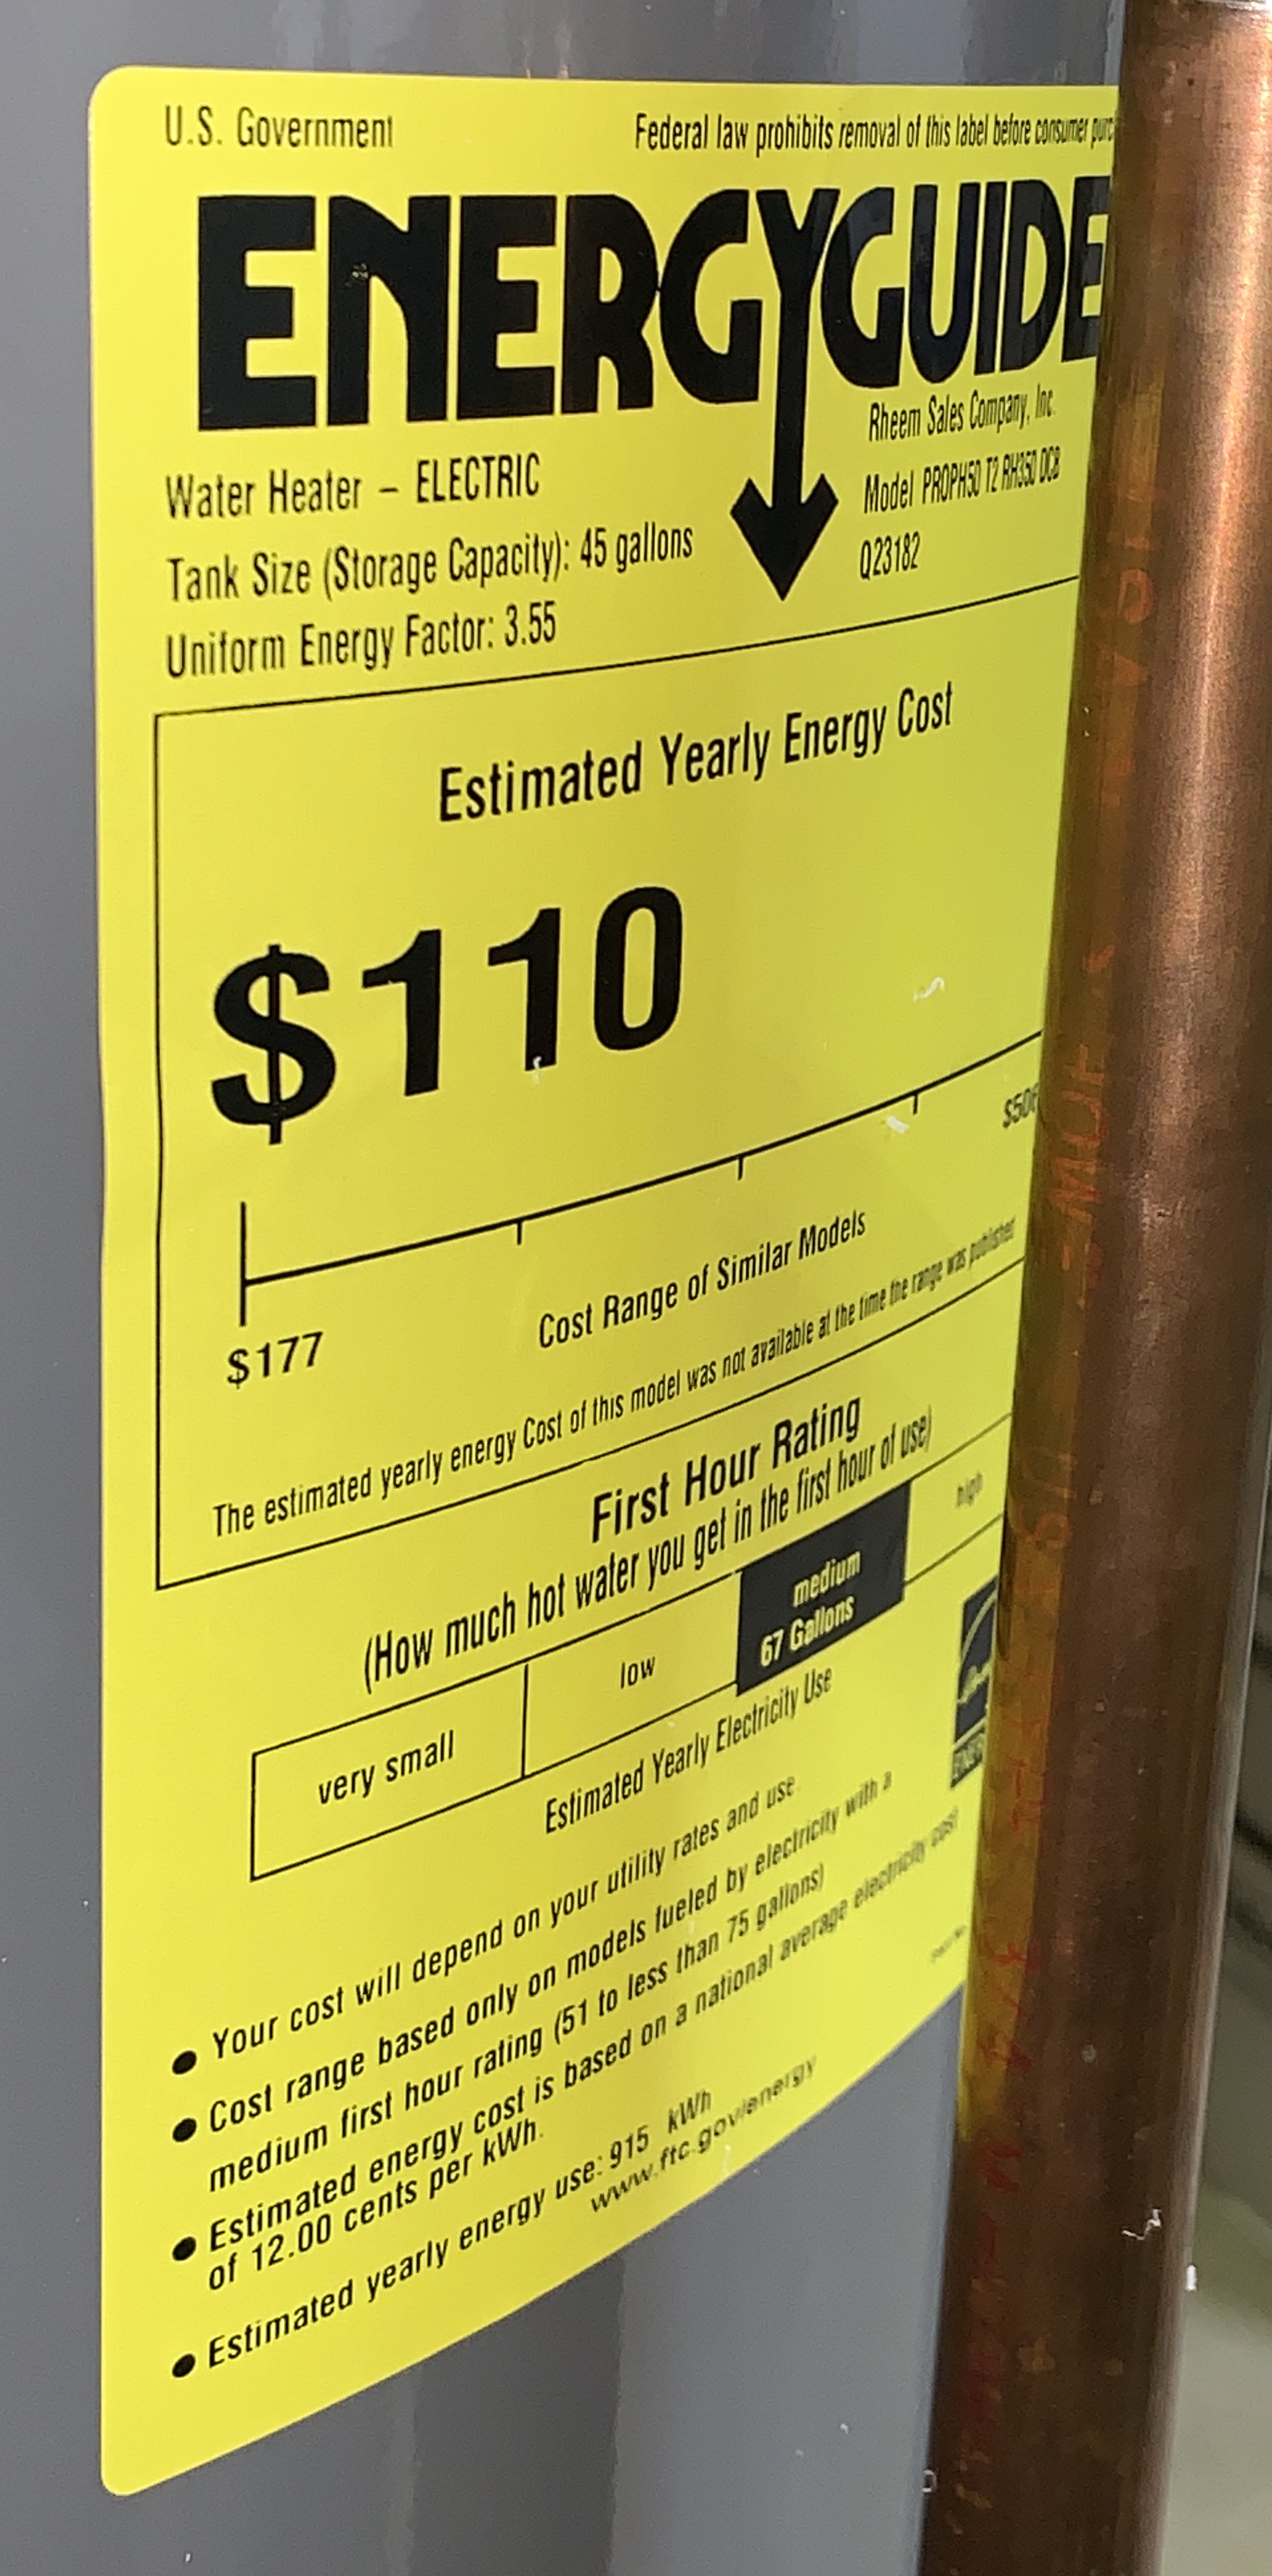 U.S. Government
Federal law prohibits removal of this label before consumer
ENERGYGUIDE
Water Heater – ELECTRIC
Tank Size (Storage Capacity): 45 gallons
Uniform Energy Factor: 3.55
Rheem Sales Company, Inc.
Model PROPH50 T2 RH350 DCB
Q23182
Estimated Yearly Energy Cost
$110
$177
Cost Range of Similar Models
The estimated yearly energy Cost of this model was not available at the time the range was published
First Hour Rating
(How much hot water you get in the first hour of use)
very small
low
medium
67 Gallons
high
Estimated Yearly Electricity Use
● Your cost will depend on your utility rates and use.
● Cost range based only on models fueled by electricity with a
medium first hour rating (51 to less than 75 gallons)
● Estimated energy cost is based on a national average electricity cost
of 12.00 cents per kWh.
● Estimated yearly energy use: 915 kWh
www.ftc.gov/energy